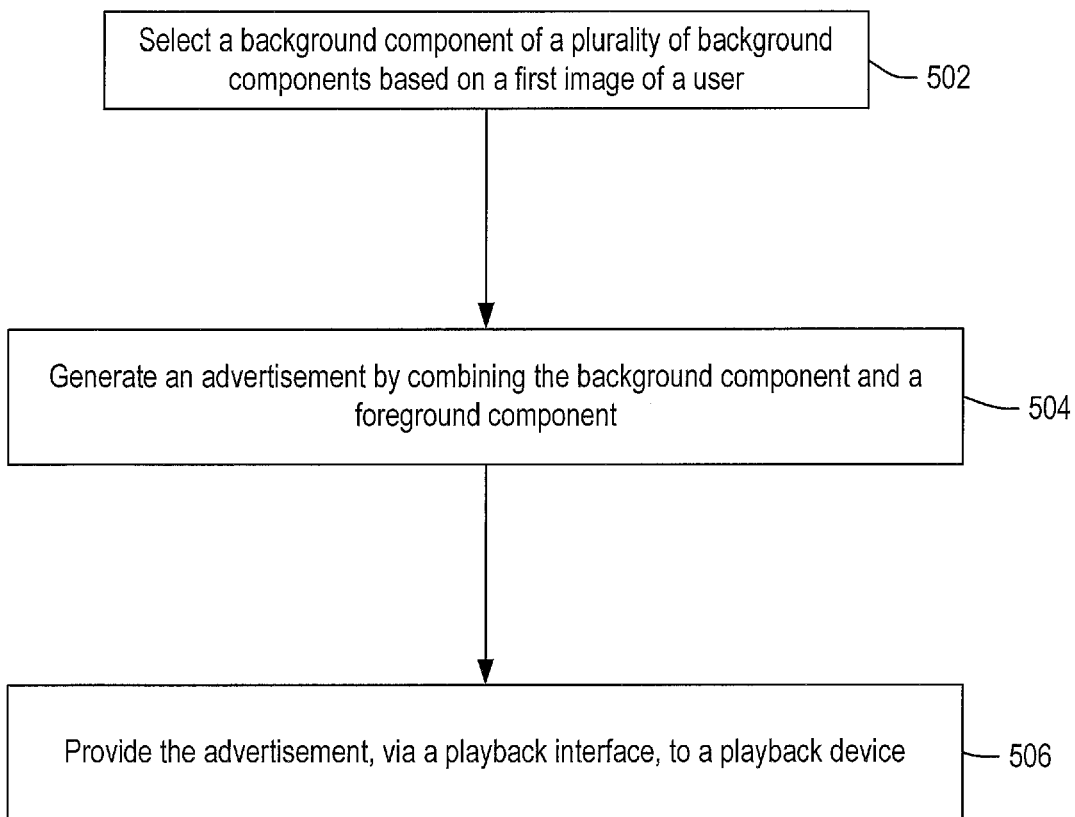 Select a background component of a plurality of background
components based on a first image of a user
502
Generate an advertisement by combining the background component and a
foreground component
504
Provide the advertisement, via a playback interface, to a playback device
506